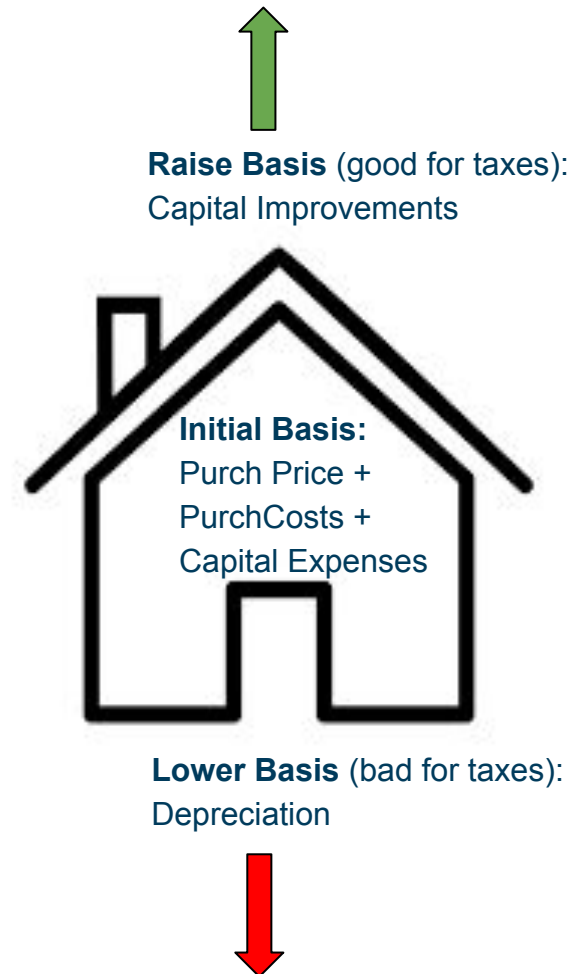 Raise Basis (good for taxes):
Capital Improvements
Initial Basis:
Purch Price +
PurchCosts +
Capital Expenses
Lower Basis (bad for taxes):
Depreciation